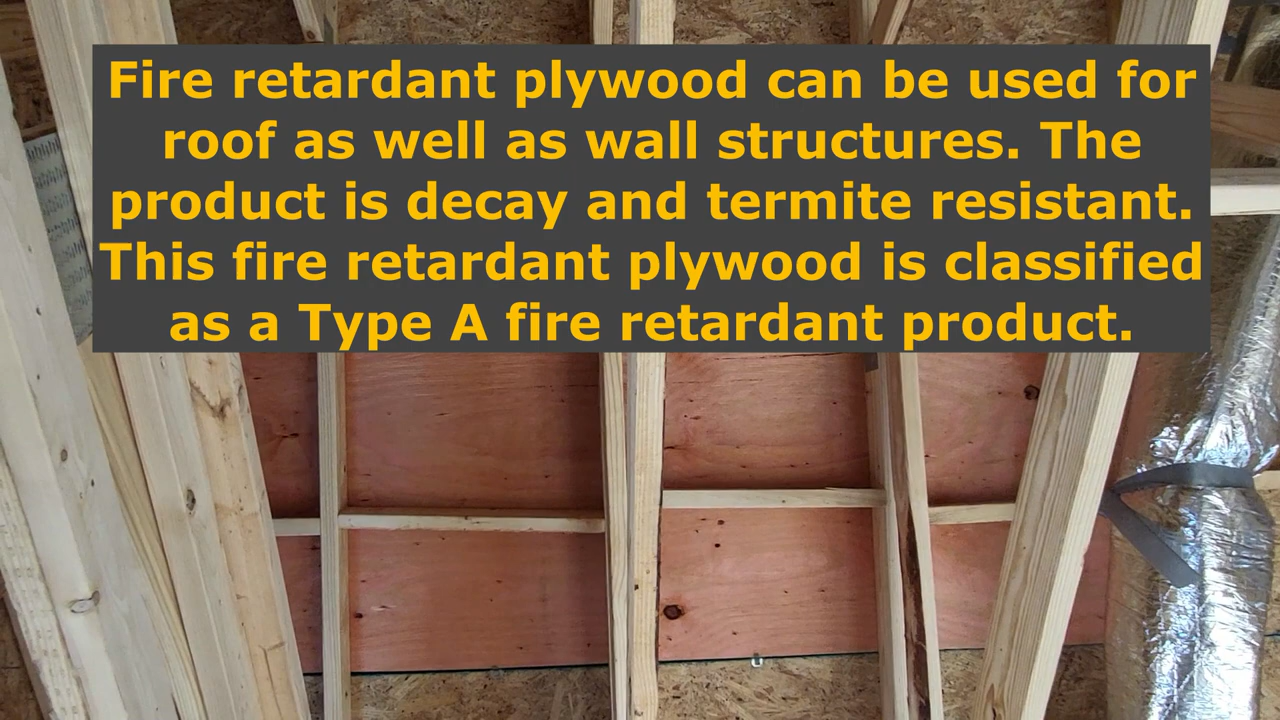 Fire retardant plywood can be used for
roof as well as wall structures. The
product is decay and termite resistant.
This fire retardant plywood is classified
as a Type A fire retardant product.